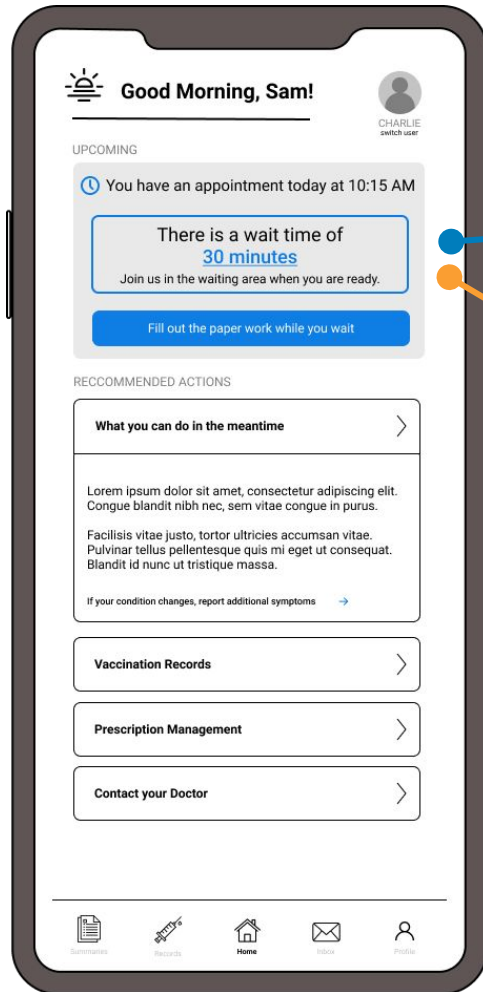 Good Morning, Sam!
CHARLIE
switch user
UPCOMING
You have an appointment today at 10:15 AM
There is a wait time of
30 minutes
Join us in the waiting area when you are ready.
Fill out the paper work while you wait
RECCOMMENDED ACTIONS
What you can do in the meantime
Lorem ipsum dolor sit amet, consectetur adipiscing elit.
Congue blandit nibh nec, sem vitae congue in purus.
Facilisis vitae justo, tortor ultricies accumsan vitae.
Pulvinar tellus pellentesque quis mi eget ut consequat.
Blandit id nunc ut tristique massa.
If your condition changes, report additional symptoms
Vaccination Records
Prescription Management
Contact your Doctor
Summaries
Records
Home
Inbox
Profile